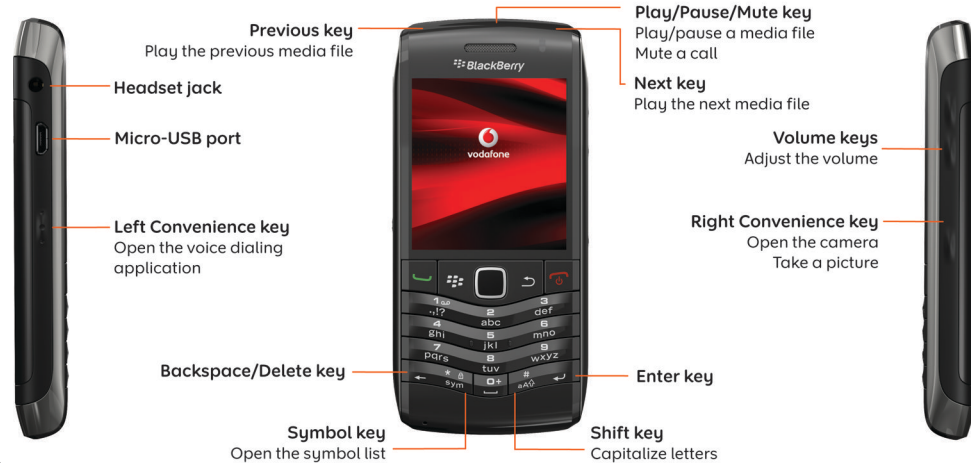 Previous key
Play the previous media file
Play/Pause/Mute key
Play/pause a media file
Mute a call
Next key
Play the next media file
Headset jack
Micro-USB port
Left Convenience key
Open the voice dialing
application
Volume keys
Adjust the volume
Right Convenience key
Open the camera
Take a picture
BlackBerry
vodafone
1 2 3
.,!? abc def
4 5 6
ghi jkl mno
7 8 9
pqrs tuv wxyz
* 0+ #
sym aA
Backspace/Delete key
Enter key
Symbol key
Open the symbol list
Shift key
Capitalize letters